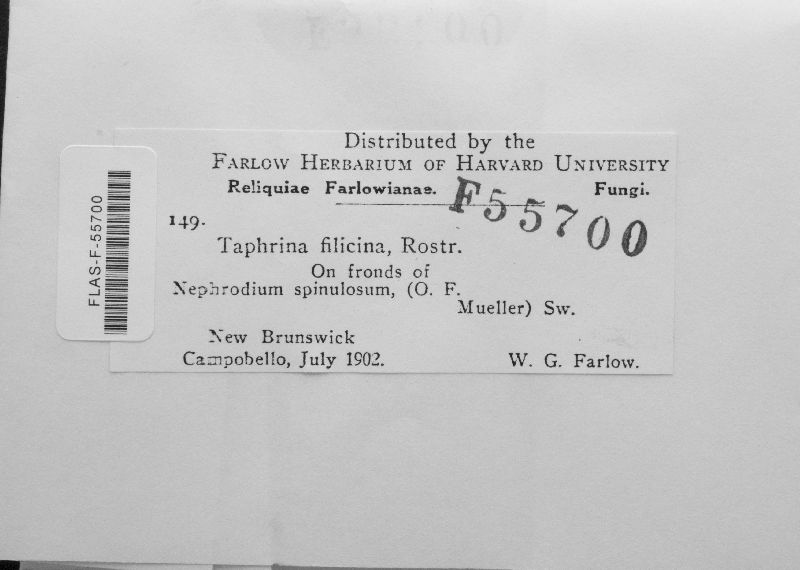 Distributed by the
FARLOW HERBARIUM OF HARVARD UNIVERSITY
Reliquiae Farlowianae. Fungi.
F55700
149.
Taphrina filicina, Rostr.
On fronds of
Nephrodium spinulosum, (O. F.
Mueller) Sw.
New Brunswick
Campobello, July 1902. W. G. Farlow.
FLAS-F-55700